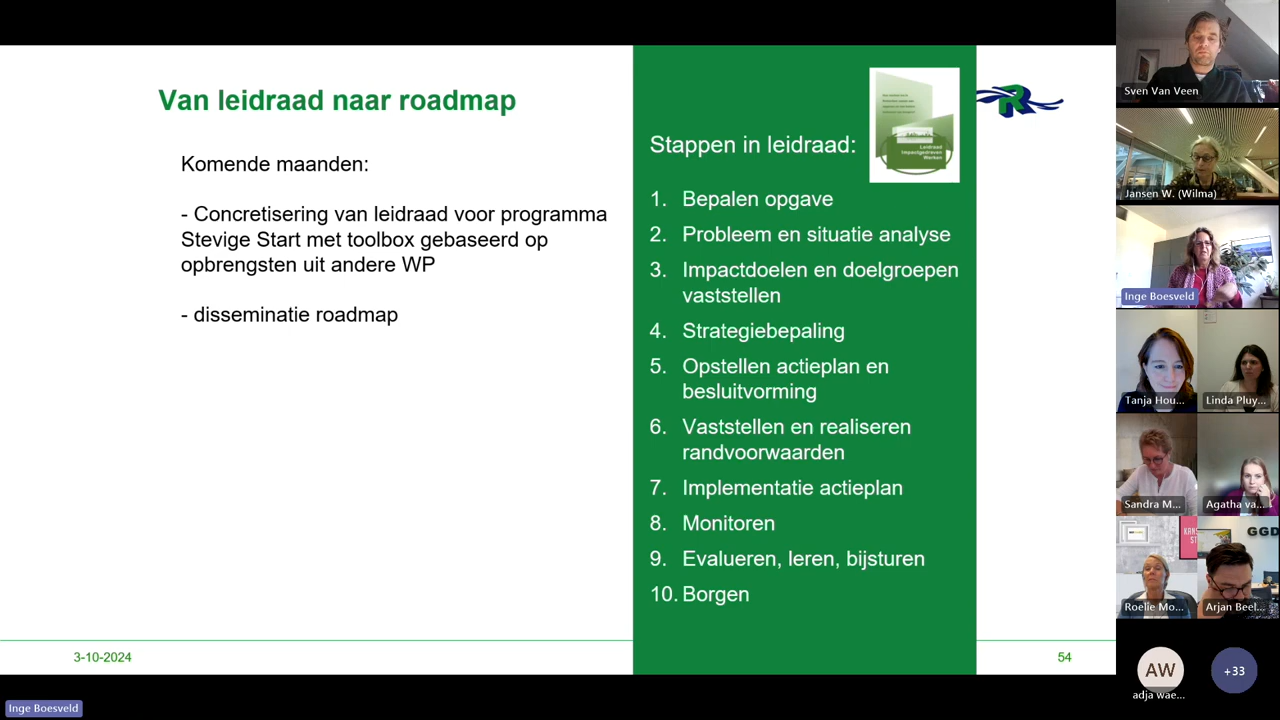 Van leidraad naar roadmap
Komende maanden:
- Concretisering van leidraad voor programma
Stevige Start met toolbox gebaseerd op
opbrengsten uit andere WP
- disseminatie roadmap
Stappen in leidraad:
Leidraad
Impactgedreven
Werken
1. Bepalen opgave
2. Probleem en situatie analyse
3. Impactdoelen en doelgroepen
vaststellen
4. Strategiebepaling
5. Opstellen actieplan en
besluitvorming
6. Vaststellen en realiseren
randvoorwaarden
7. Implementatie actieplan
8. Monitoren
9. Evalueren, leren, bijsturen
10. Borgen
3-10-2024
54
R
Inge Boesveld
Sven Van Veen
Jansen W. (Wilma)
Inge Boesveld
Tanja Hou...
Linda Pluy...
Sandra M...
Agatha va...
GGD
Roelie Mo...
Arjan Beel...
AW
+33
adja wae...